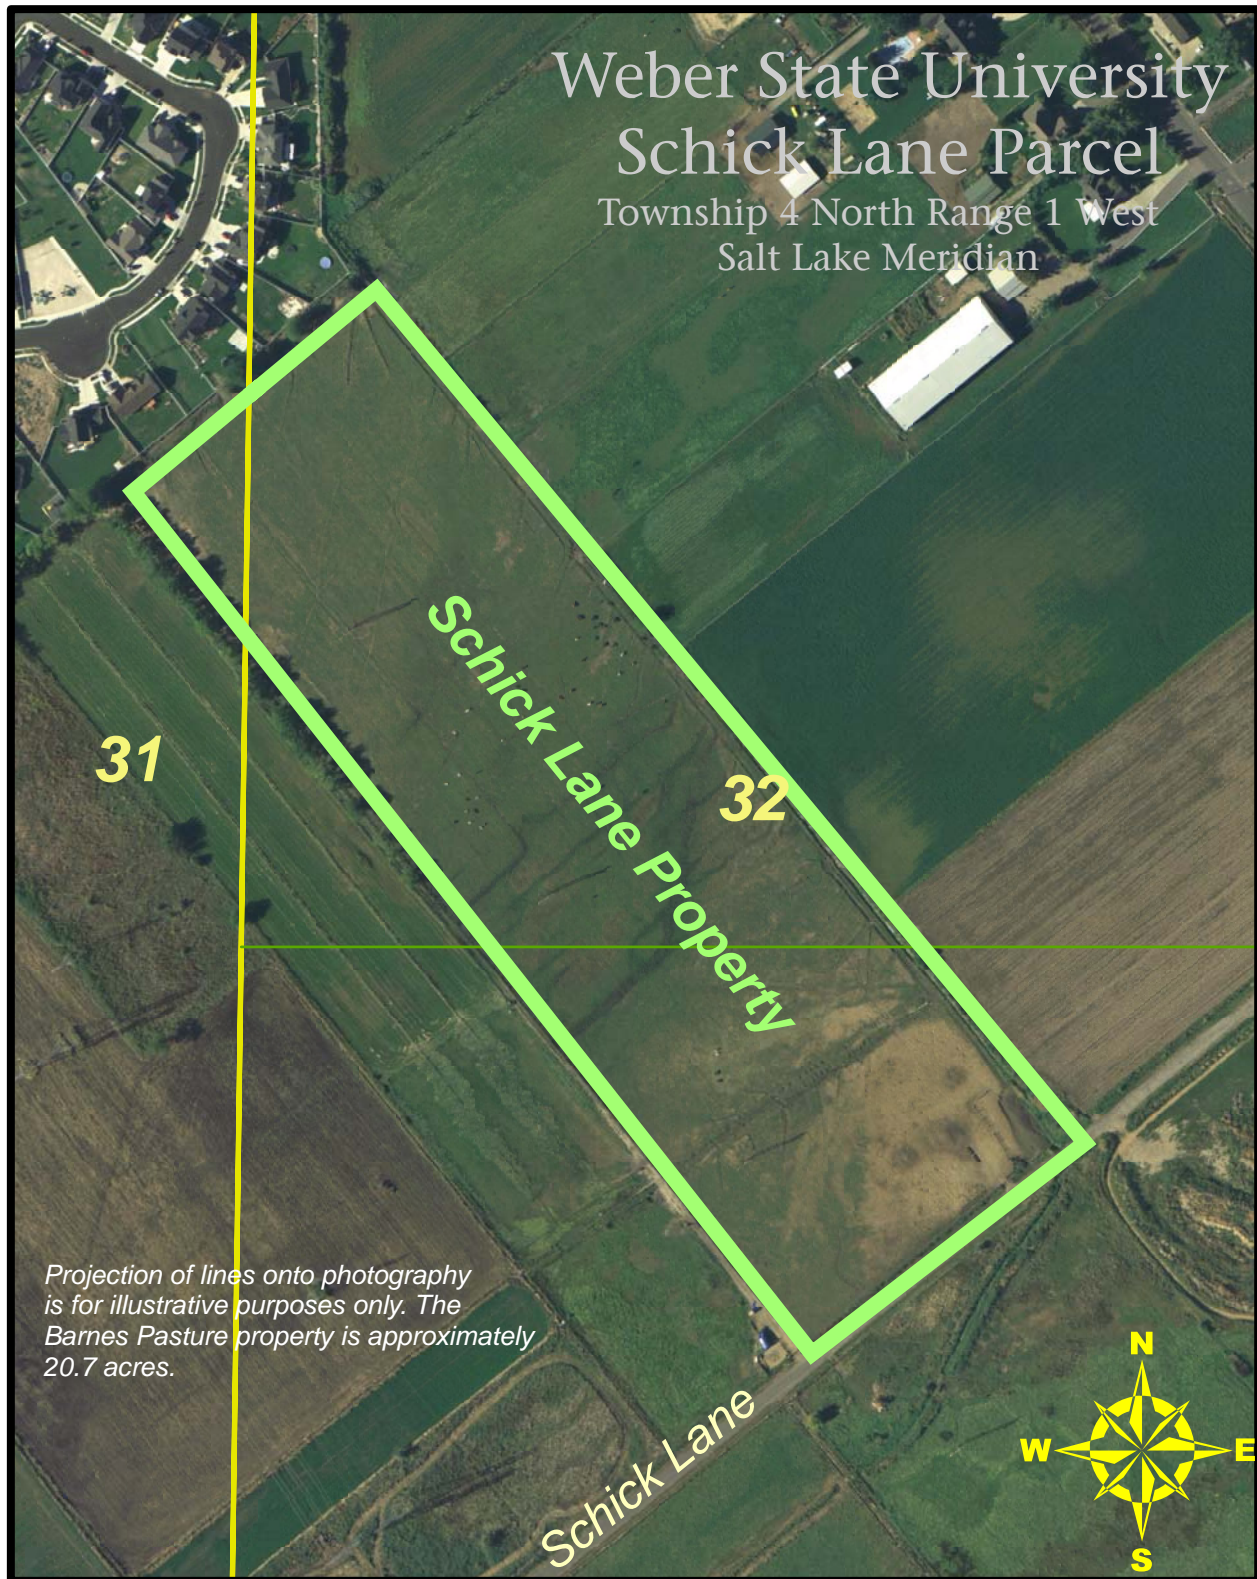 Weber State University
Schick Lane Parcel
Township 4 North Range 1 West
Salt Lake Meridian
Schick Lane Property
31
32
Projection of lines onto photography
is for illustrative purposes only. The
Barnes Pasture property is approximately
20.7 acres.
Schick Lane
N
W
E
S